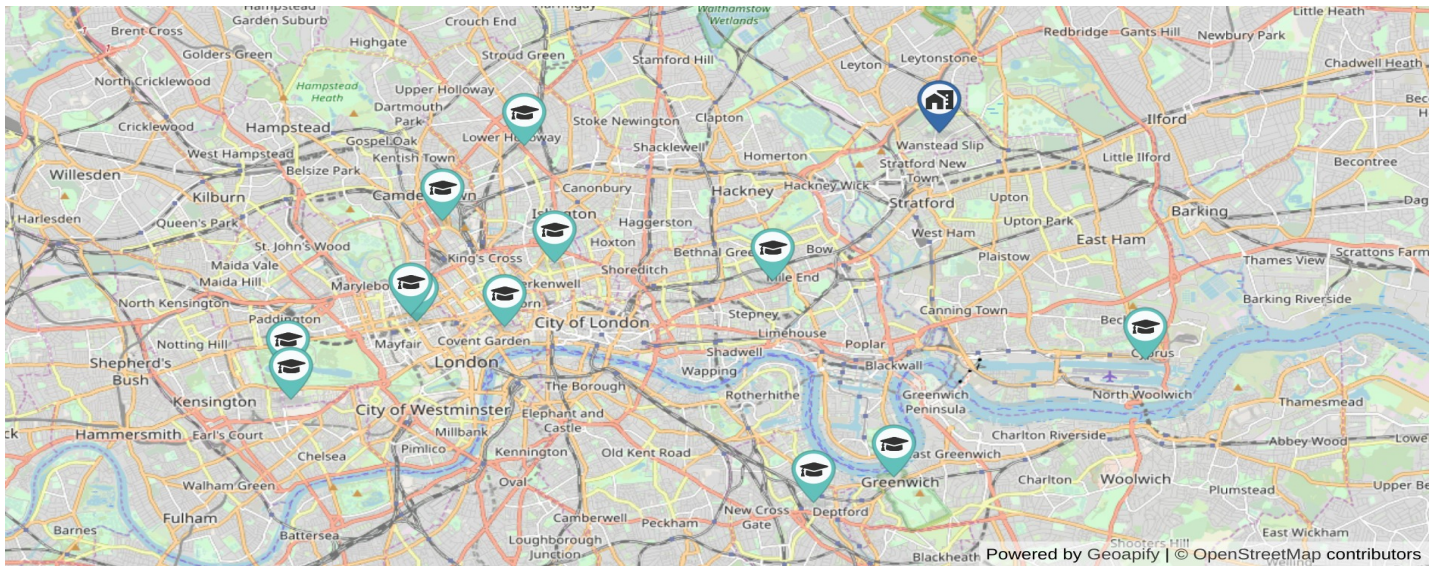 Hampstead
Garden Suburb
Crouch End
Walthamstow
Wetlands
Little Heath
Brent Cross
Highgate
Redbridge
Gants Hill
Newbury Park
Golders Green
Stroud Green
Stamford Hill
Leyton
Leytonstone
Chadwell Heath
North Cricklewood
Hampstead
Heath
Upper Holloway
Dartmouth
Park
Stoke Newington
Clapton
Ilford
Cricklewood
Hampstead
Gospel Oak
Lower Holloway
West Hampstead
Kentish Town
Shacklewell
Homerton
Wanstead Slip
Little Ilford
Becontree
Willesden
Belsize Park
Stratford New
Town
Kilburn
Canonbury
Hackney
Hackney Wick
Upton
Stratford
Harlesden
Queen's Park
Haggerston
Upton Park
Barking
St. John's Wood
Hoxton
Bethnal Gree
Bow
West Ham
East Ham
Scrattons Farm
Maida Vale
King's Cross
Shoreditch
Plaistow
Thames View
Maida Hill
Marylebo
Mile End
North Kensington
Barking Riverside
Paddington
Stepney
Canning Town
City of London
Notting Hill
Mayfair
Covent Garden
Limehouse
Shepherd's
Bush
London
Shadwell
Poplar
Cyprus
Wapping
Blackwall
The Borough
Rotherhithe
Greenwich
Peninsula
North Woolwich
Kensington
City of Westminster
Elephant and
Castle
Thamesmead
Hammersmith
Earl's Court
Millbank
Charlton Riverside
Abbey Wood
Chelsea
Pimlico
Kennington
Old Kent Road
ast Greenwich
Walham Green
Oval
Greenwich
Charlton
Woolwich
Plumstead
Fulham
Camberwell
Peckham
New Cross
Gate
Deptford
Barnes
Battersea
Loughborough
Junction
Shooters Hill
East Wickham
Blackheath
Welling
Powered by Geoapify | © OpenStreetMap contributors